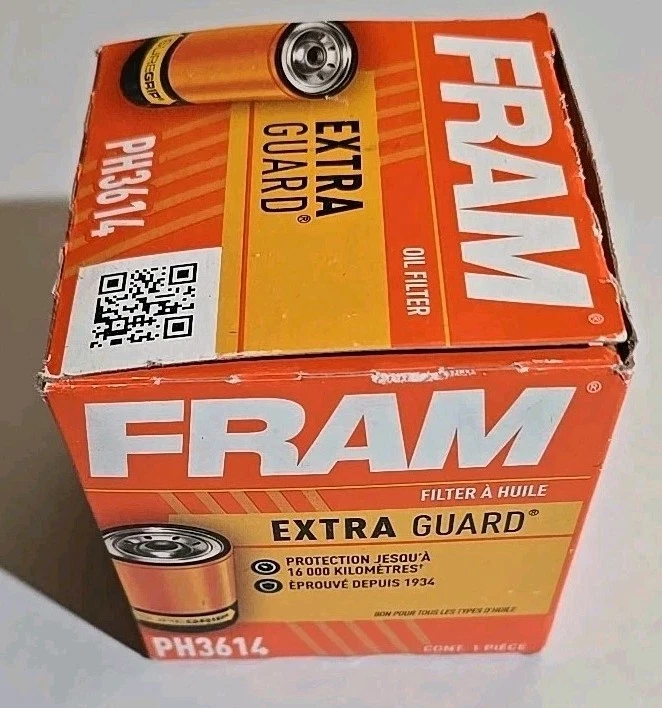 FRAM®
OIL FILTER
EXTRA
GUARD®
PH3614
SUREGRIP
FRAM®
FILTER À HUILE
EXTRA GUARD®
PROTECTION JESQU'À
16 000 KILOMÈTRES†
ÉPROUVÉ DEPUIS 1934
BON POUR TOUS LES TYPES D'HUILE
SUREGRIP
PH3614
CONT. 1 PIÈCE